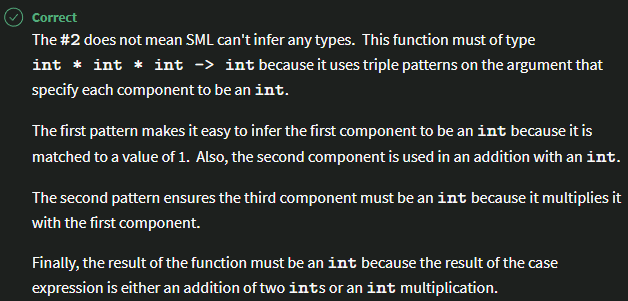 Correct
The #2 does not mean SML can't infer any types. This function must of type
int * int * int -> int because it uses triple patterns on the argument that
specify each component to be an int.
The first pattern makes it easy to infer the first component to be an int because it is
matched to a value of 1. Also, the second component is used in an addition with an int.
The second pattern ensures the third component must be an int because it multiplies it
with the first component.
Finally, the result of the function must be an int because the result of the case
expression is either an addition of two ints or an int multiplication.